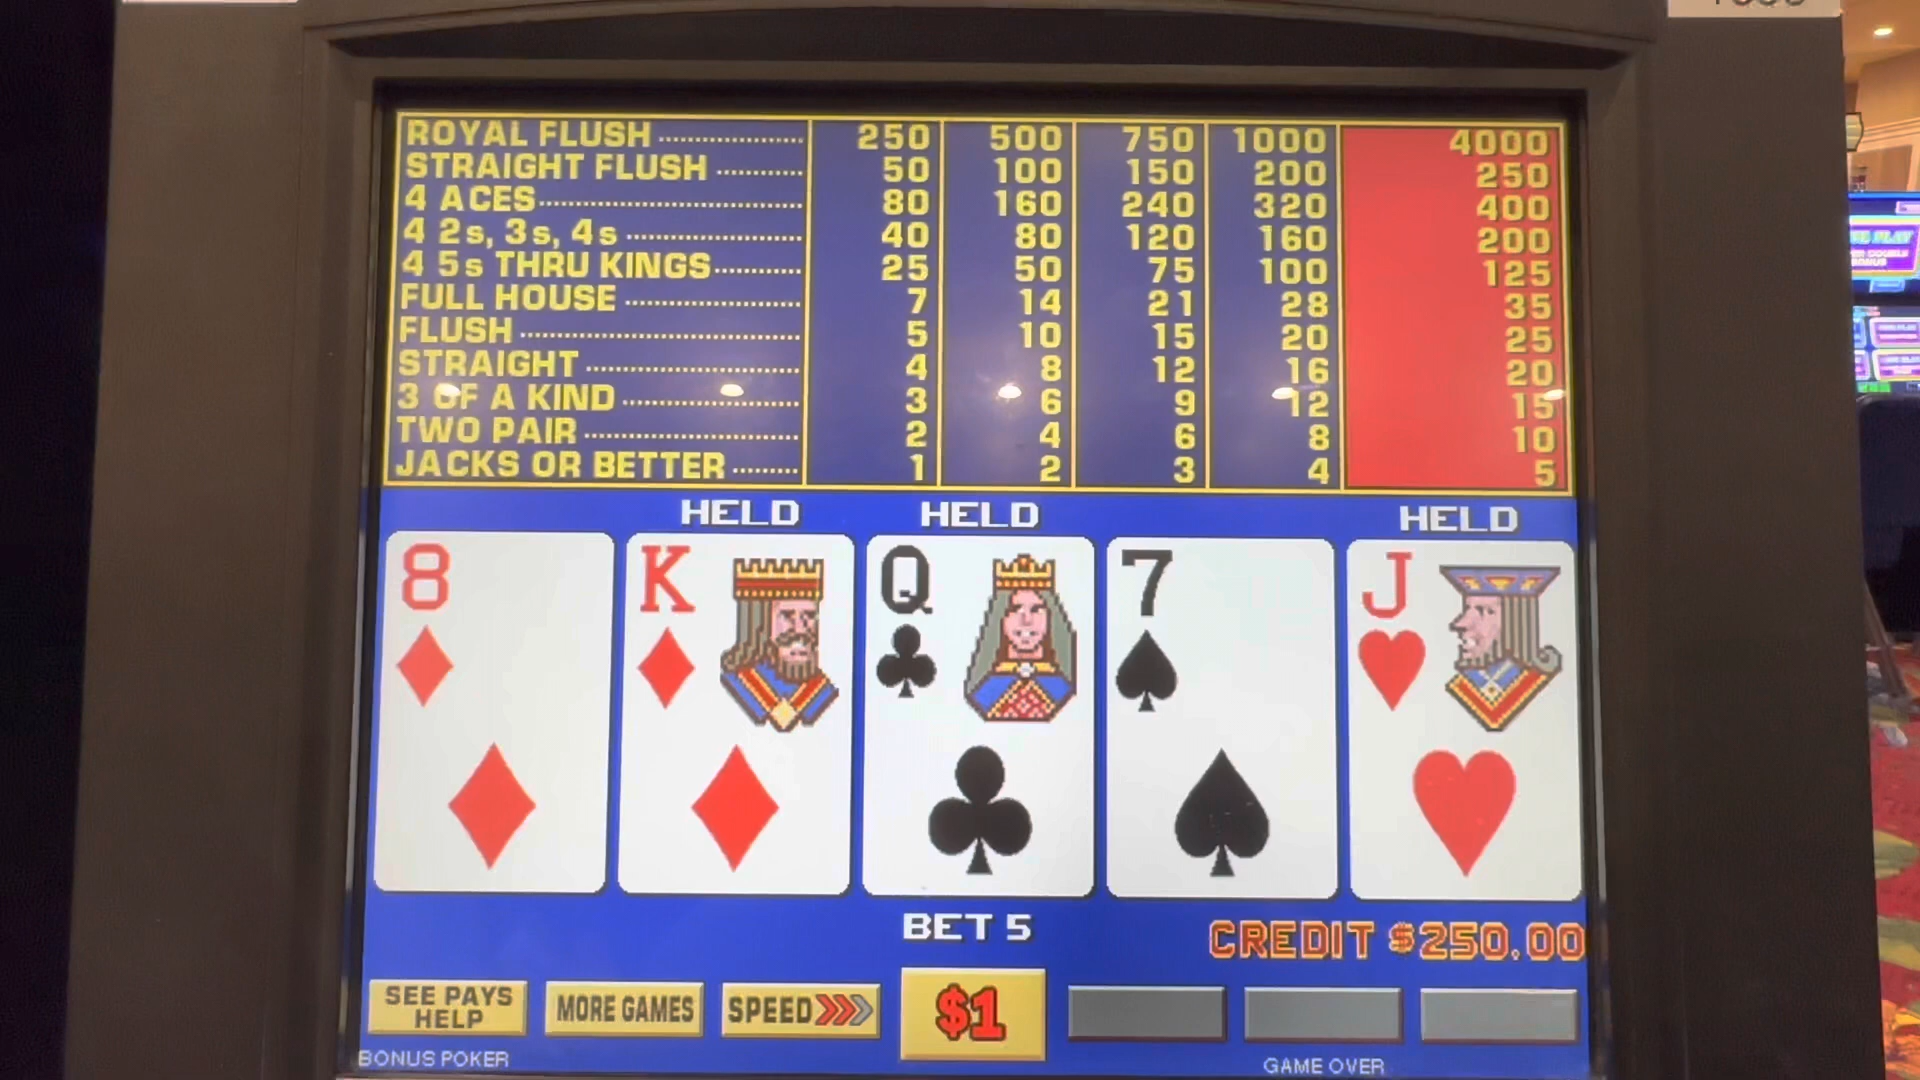 ROYAL FLUSH 250 500 750 1000 4000
STRAIGHT FLUSH 50 100 150 200 250
4 ACES 80 160 240 320 400
4 2s, 3s, 4s 40 80 120 160 200
4 5s THRU KINGS 25 50 75 100 125
FULL HOUSE 7 14 21 28 35
FLUSH 5 10 15 20 25
STRAIGHT 4 8 12 16 20
3 OF A KIND 3 6 9 12 15
TWO PAIR 2 4 6 8 10
JACKS OR BETTER 1 2 3 4 5
HELD HELD HELD
8 K Q 7 J
BET 5
CREDIT $250.00
SEE PAYS
HELP
MORE GAMES
SPEED
$1
BONUS POKER
GAME OVER